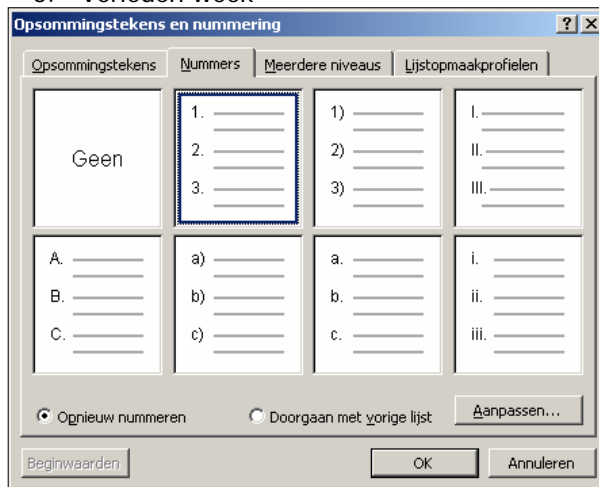 Opsommingstekens en nummering
Opsommingstekens Nummers Meerdere niveaus Lijstopmaakprofielen
Geen
1.
2.
3.
1)
2)
3)
I.
II.
III.
A.
B.
C.
a)
b)
c)
a.
b.
c.
i.
ii.
iii.
Opnieuw nummeren Doorgaan met vorige lijst Aanpassen...
Beginwaarden OK Annuleren